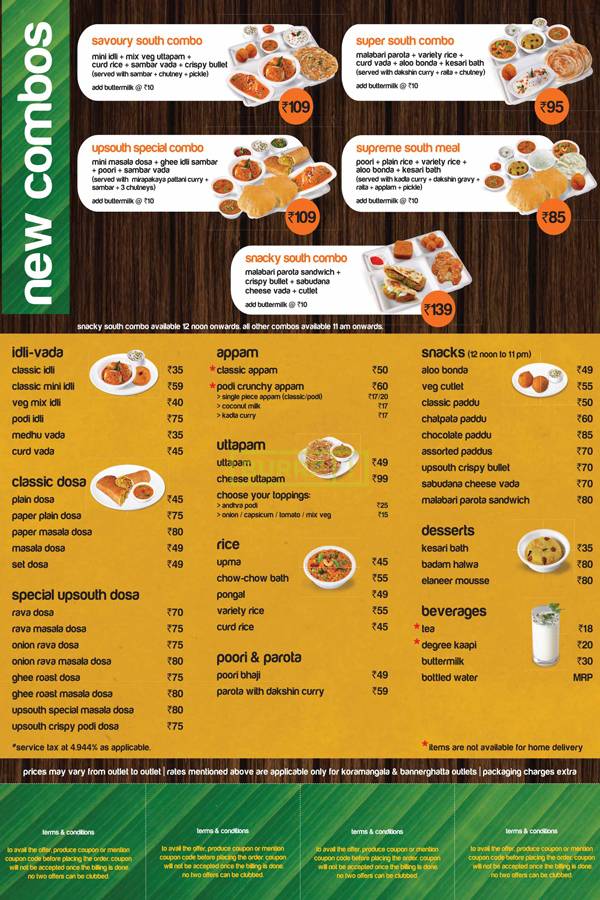 new combos
savoury south combo
mini idli + mix veg uttapam +
curd rice + sambar vada + crispy bullet
(served with sambar + chutney + pickle)
add buttermilk @ ₹10
₹109
super south combo
malabari parota + variety rice +
curd vada + aloo bonda + kesari bath
(served with dakshin curry + raita + chutney)
add buttermilk @ ₹10
₹95
upsouth special combo
mini masala dosa + ghee idli sambar
+ poori + sambar vada
(served with mirapakaya pattani curry +
sambar + 3 chutneys)
add buttermilk @ ₹10
₹109
supreme south meal
poori + plain rice + variety rice +
aloo bonda + kesari bath
(served with kadla curry + dakshin gravy +
raita + applam + pickle)
add buttermilk @ ₹10
₹85
snacky south combo
malabari parota sandwich +
crispy bullet + sabudana
cheese vada + cutlet
add buttermilk @ ₹10
₹139
snacky south combo available 12 noon onwards. all other combos available 11 am onwards.
idli-vada
classic idli ₹35
classic mini idli ₹59
veg mix idli ₹40
podi idli ₹75
medhu vada ₹35
curd vada ₹45
classic dosa
plain dosa ₹45
paper plain dosa ₹75
paper masala dosa ₹80
masala dosa ₹49
set dosa ₹49
special upsouth dosa
rava dosa ₹70
rava masala dosa ₹75
onion rava dosa ₹75
onion rava masala dosa ₹80
ghee roast dosa ₹75
ghee roast masala dosa ₹80
upsouth special masala dosa ₹80
upsouth crispy podi dosa ₹75
*service tax at 4.944% as applicable.
appam
*classic appam ₹50
*podi crunchy appam ₹60
> single piece appam (classic/podi) ₹17/20
> coconut milk ₹17
> kadla curry ₹17
uttapam
uttapam ₹49
cheese uttapam ₹99
choose your toppings:
> andhra podi ₹25
> onion / capsicum / tomato / mix veg ₹15
rice
upma ₹45
chow-chow bath ₹55
pongal ₹49
variety rice ₹55
curd rice ₹45
poori & parota
poori bhaji ₹49
parota with dakshin curry ₹59
snacks (12 noon to 11 pm)
aloo bonda ₹49
veg cutlet ₹55
classic paddu ₹50
chatpata paddu ₹60
chocolate paddu ₹85
assorted paddus ₹70
upsouth crispy bullet ₹70
sabudana cheese vada ₹70
malabari parota sandwich ₹80
desserts
kesari bath ₹35
badam halwa ₹80
elaneer mousse ₹80
beverages
*tea ₹18
*degree kaapi ₹20
buttermilk ₹30
bottled water MRP
*items are not available for home delivery
prices may vary from outlet to outlet | rates mentioned above are applicable only for koramangala & bannerghatta outlets | packaging charges extra
terms & conditions
to avail the offer, produce coupon or mention
coupon code before placing the order. coupon
will not be accepted once the billing is done.
no two offers can be clubbed.
terms & conditions
to avail the offer, produce coupon or mention
coupon code before placing the order. coupon
will not be accepted once the billing is done.
no two offers can be clubbed.
terms & conditions
to avail the offer, produce coupon or mention
coupon code before placing the order. coupon
will not be accepted once the billing is done.
no two offers can be clubbed.
terms & conditions
to avail the offer, produce coupon or mention
coupon code before placing the order. coupon
will not be accepted once the billing is done.
no two offers can be clubbed.